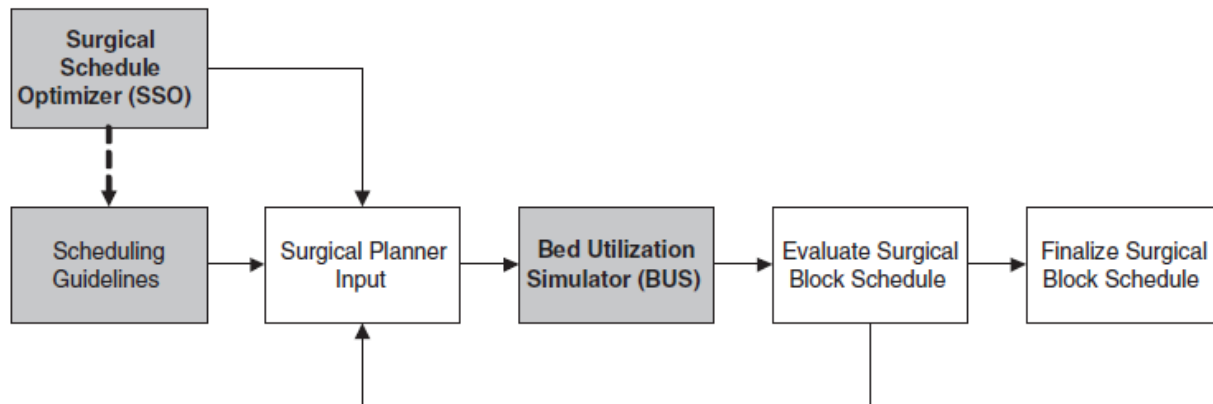 Surgical
Schedule
Optimizer (SSO)
Scheduling
Guidelines
Surgical Planner
Input
Bed Utilization
Simulator (BUS)
Evaluate Surgical
Block Schedule
Finalize Surgical
Block Schedule